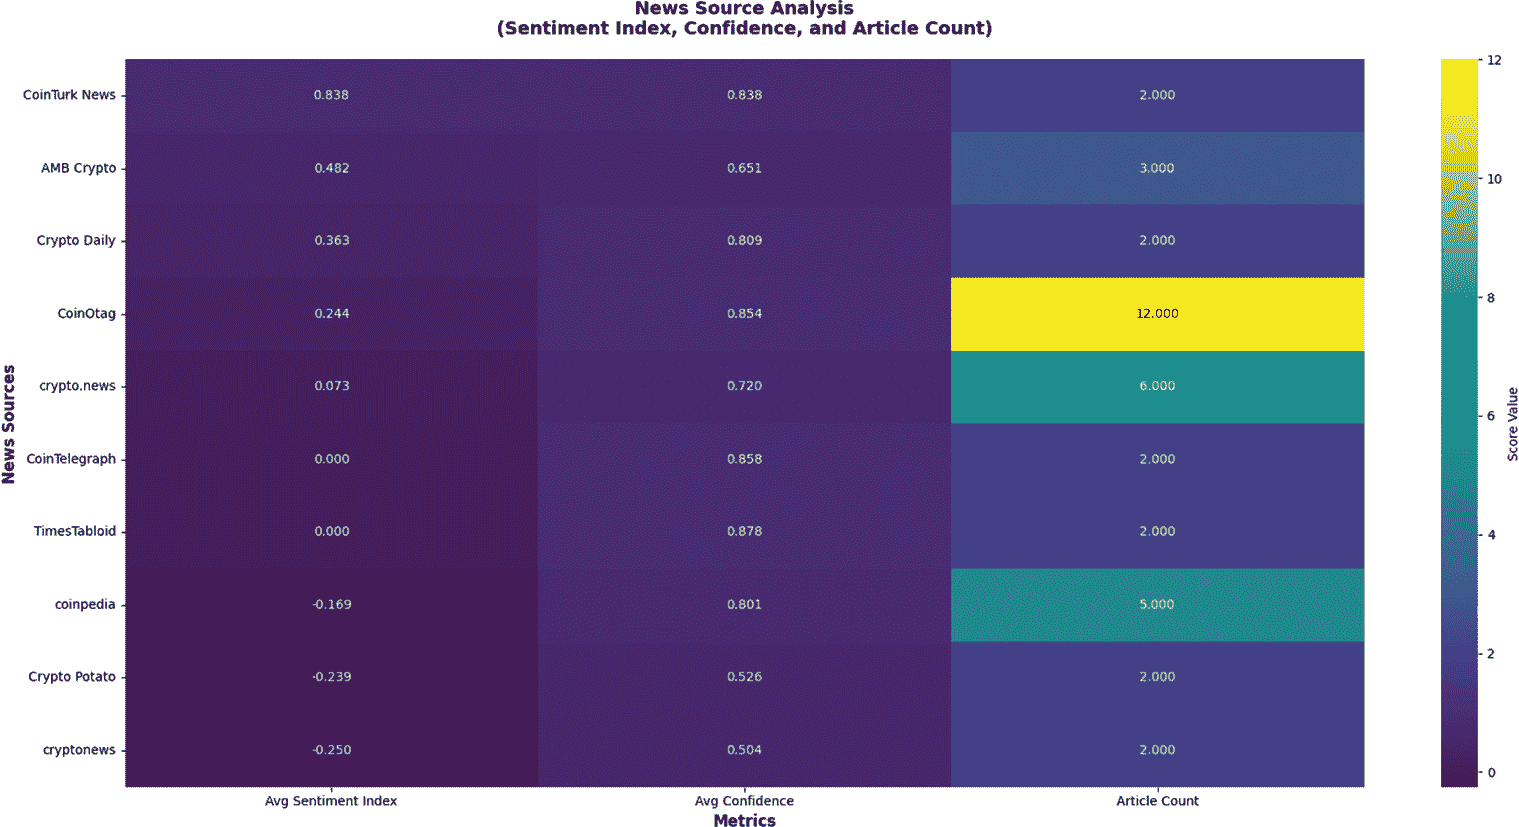 News Source Analysis
(Sentiment Index, Confidence, and Article Count)
CoinTurk News 0.838 0.838 2.000
AMB Crypto 0.482 0.651 3.000
Crypto Daily 0.363 0.809 2.000
CoinOtag 0.244 0.854 12.000
crypto.news 0.073 0.720 6.000
CoinTelegraph 0.000 0.858 2.000
TimesTabloid 0.000 0.878 2.000
coinpedia -0.169 0.801 5.000
Crypto Potato -0.239 0.526 2.000
cryptonews -0.250 0.504 2.000
Avg Sentiment Index Avg Confidence Article Count
Metrics
News Sources
12
10
8
6
4
2
0
Score Value